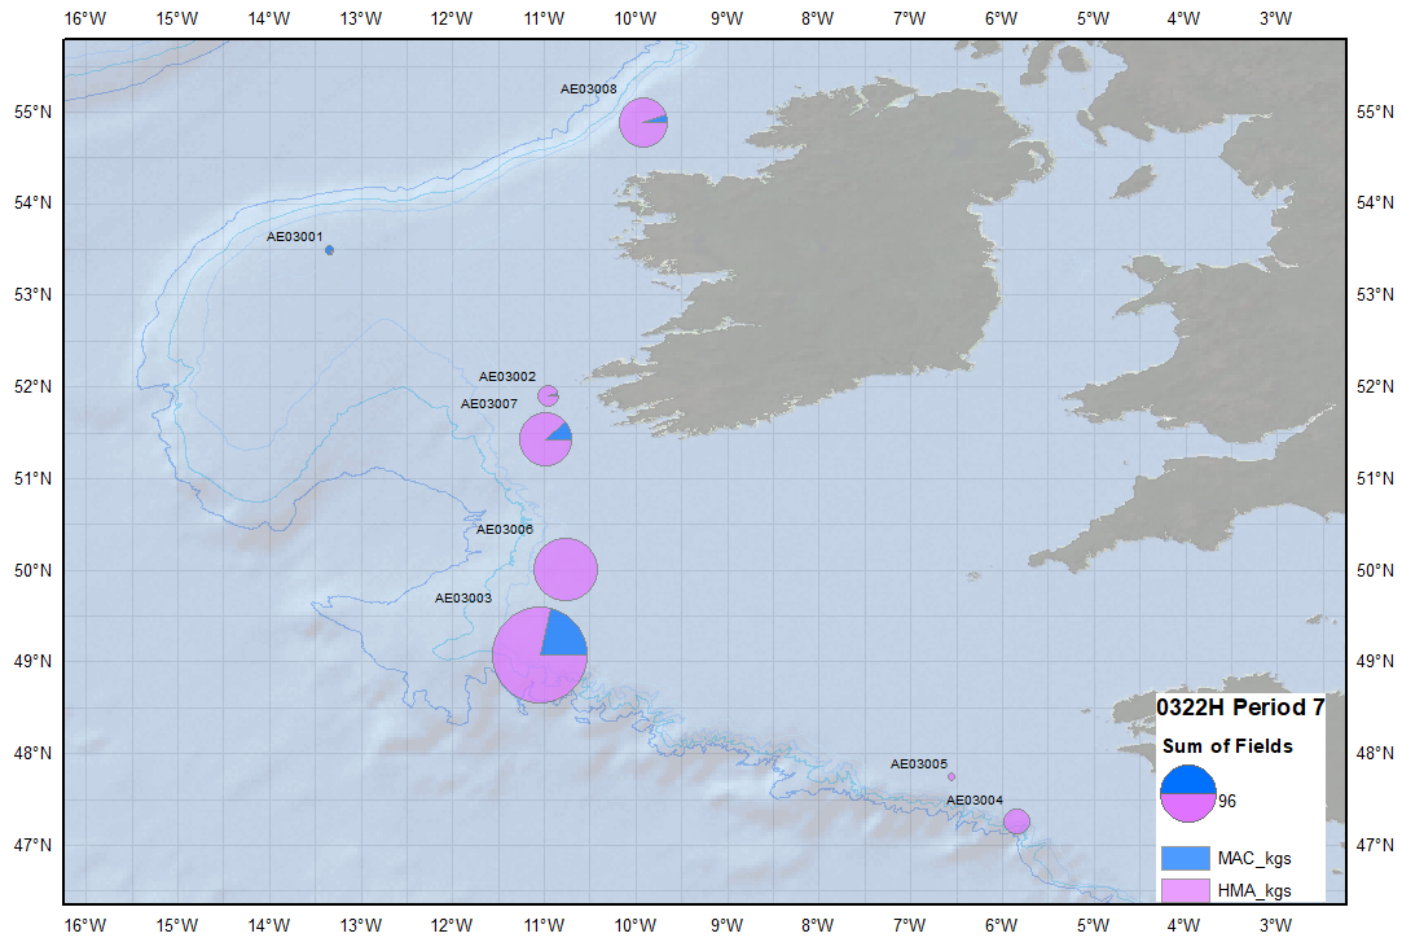 16°W 15°W 14°W 13°W 12°W 11°W 10°W 9°W 8°W 7°W 6°W 5°W 4°W 3°W
AE03008
55°N 55°N
54°N 54°N
AE03001
53°N 53°N
AE03002
52°N 52°N
AE03007
51°N 51°N
AE03006
50°N 50°N
AE03003
49°N 49°N
0322H Period 7
Sum of Fields
48°N 48°N
AE03005
AE03004
96
47°N 47°N
MAC_kgs
HMA_kgs
16°W 15°W 14°W 13°W 12°W 11°W 10°W 9°W 8°W 7°W 6°W 5°W 4°W 3°W